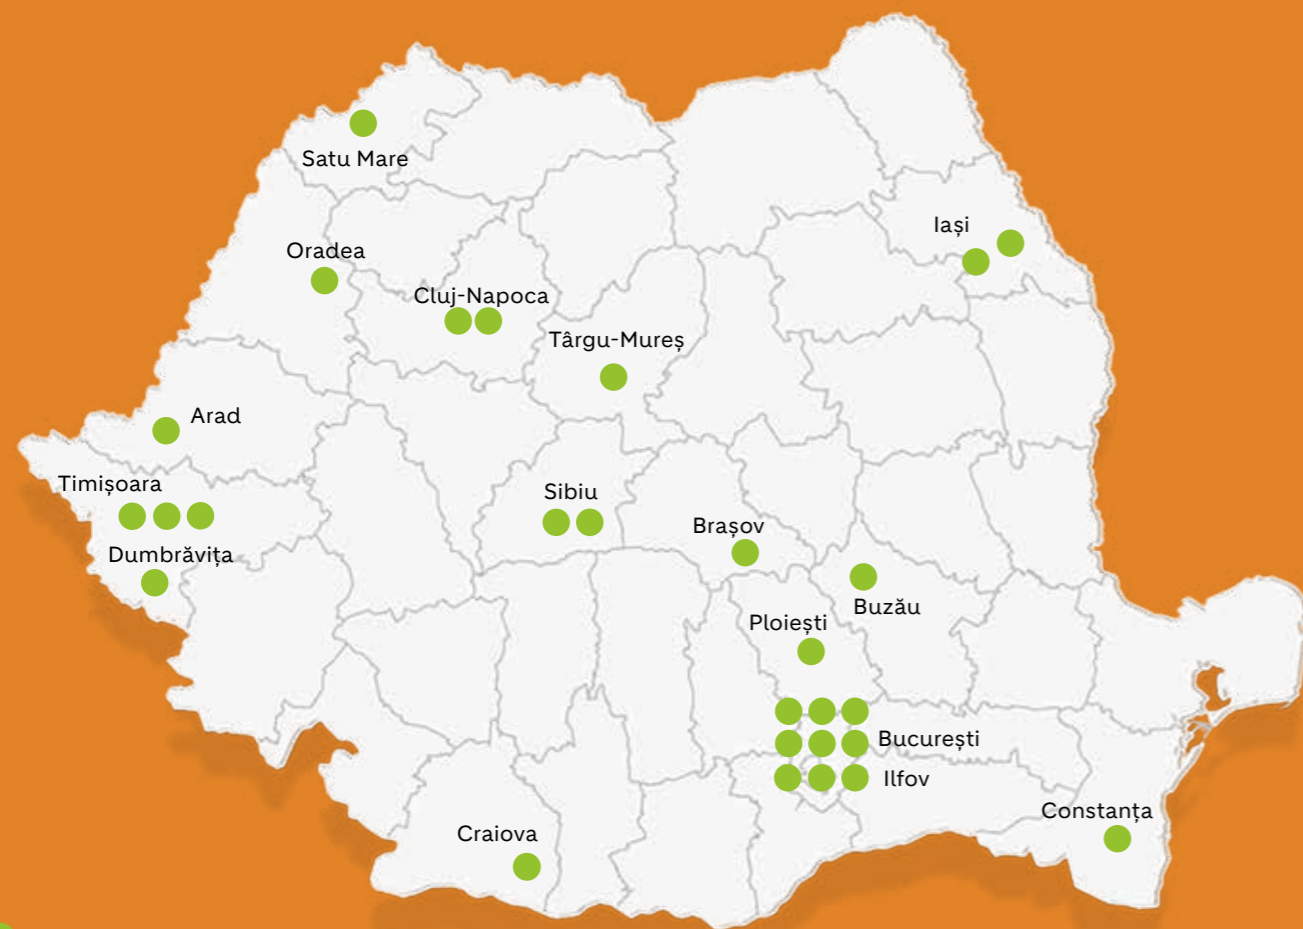 Satu Mare
Iași
Oradea
Cluj-Napoca
Târgu-Mureș
Arad
Timișoara
Sibiu
Brașov
Dumbrăvița
Buzău
Ploiești
București
Ilfov
Constanța
Craiova